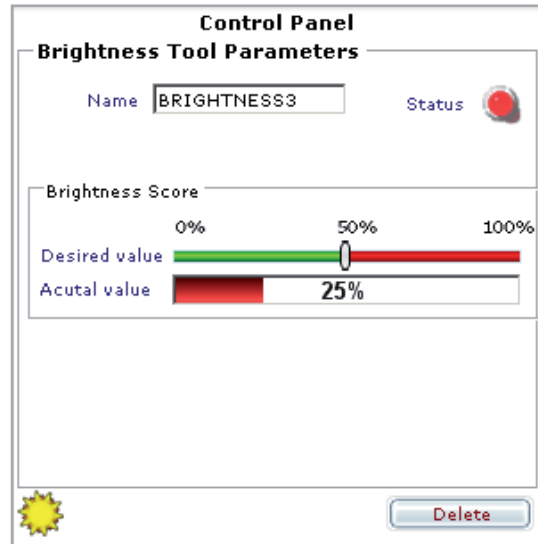 Control Panel
Brightness Tool Parameters
Name BRIGHTNESS3 Status
Brightness Score
0% 50% 100%
Desired value
Acutal value 25%
Delete